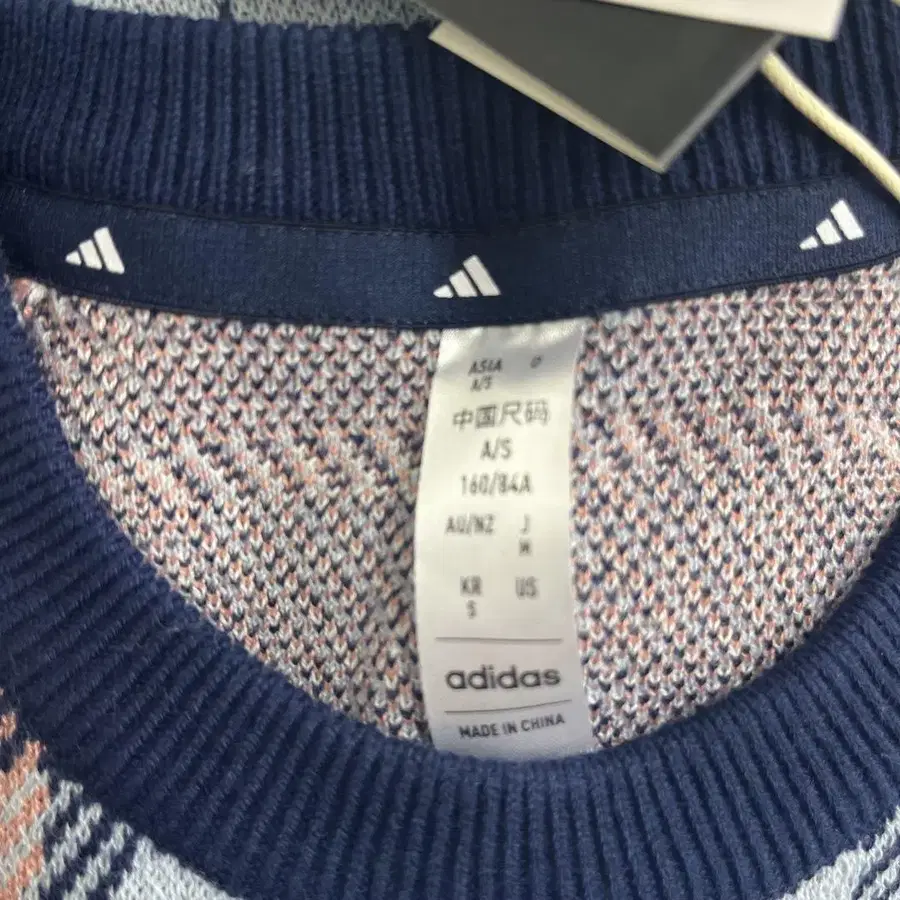 ASIA
A/S
中国尺码
A/S
160/84A
AU/NZ J
M
KR US
S
adidas
MADE IN CHINA